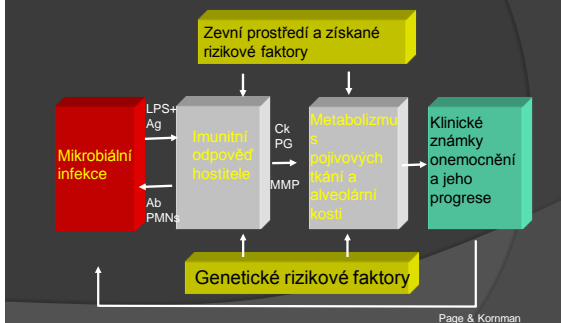 Zevní prostředí a získané
rizikové faktory
LPS+
Ag
Mikrobiální
infekce
Ab
PMNs
Imunitní
odpověď
hostitele
Ck
PG
MMP
Metabolizmu
s
pojivových
tkání a
alveolární
kosti
Klinické
známky
onemocnění
a jeho
progrese
Genetické rizikové faktory
Page & Kornman